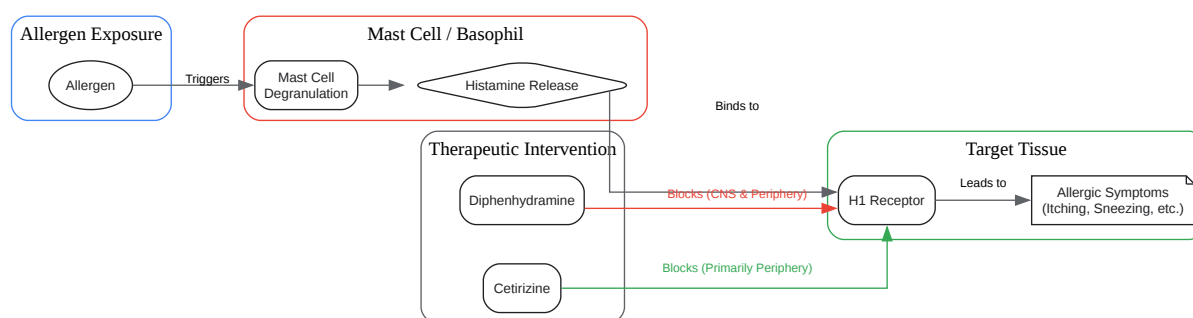 Allergen Exposure
Allergen
Triggers
Mast Cell / Basophil
Mast Cell
Degranulation
Histamine Release
Binds to
Therapeutic Intervention
Diphenhydramine
Cetirizine
Blocks (CNS & Periphery)
Blocks (Primarily Periphery)
Target Tissue
H1 Receptor
Leads to
Allergic Symptoms
(Itching, Sneezing, etc.)